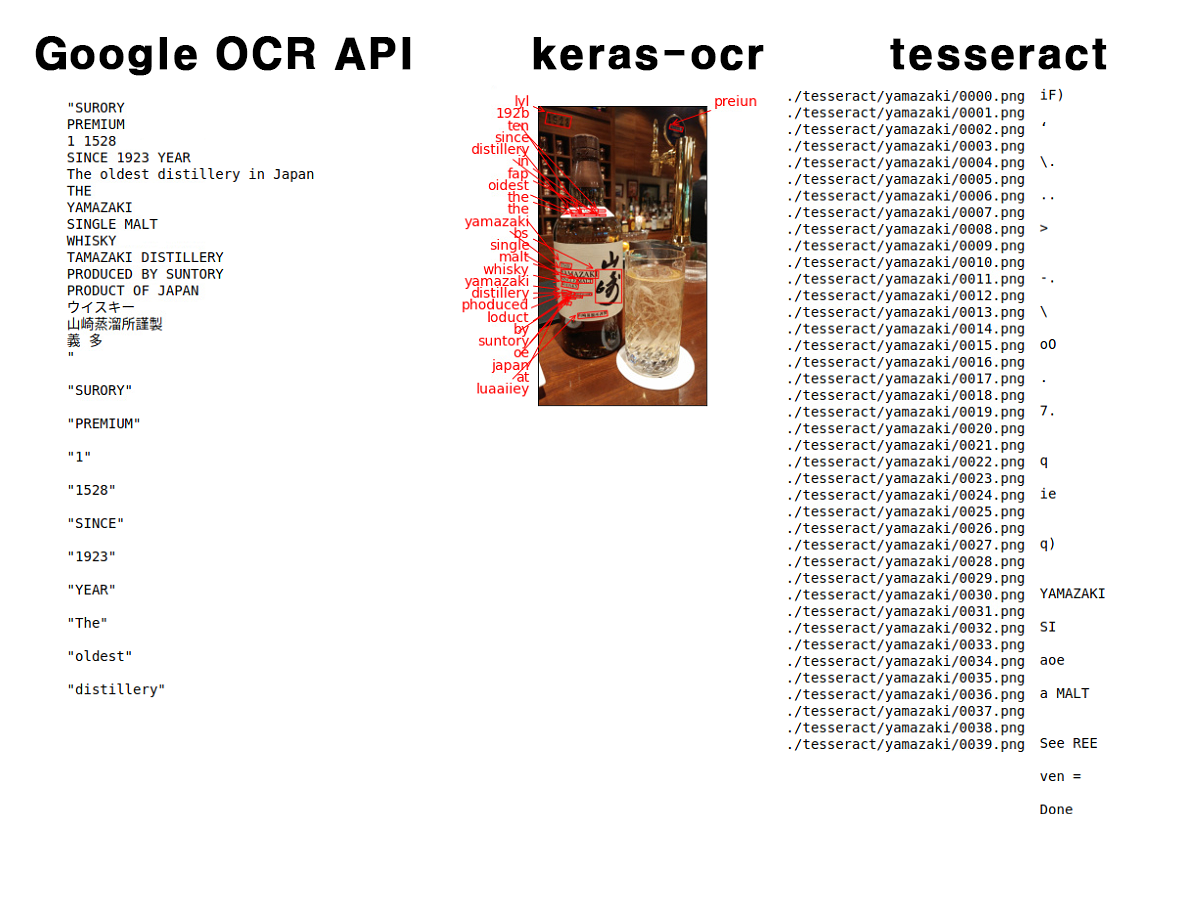 Google OCR API
"SURORY
PREMIUM
1 1528
SINCE 1923 YEAR
The oldest distillery in Japan
THE
YAMAZAKI
SINGLE MALT
WHISKY
TAMAZAKI DISTILLERY
PRODUCED BY SUNTORY
PRODUCT OF JAPAN
ウイスキー
山崎蒸溜所謹製
義 多
"
"SURORY"
"PREMIUM"
"1"
"1528"
"SINCE"
"1923"
"YEAR"
"The"
"oldest"
"distillery"
keras-ocr
lyl
192b
ten
since
distillery
in
fap
oidest
the
the
yamazaki
bs
single
malt
whisky
yamazaki
distillery
phoduced
loduct
by
suntory
oe
japan
at
luaaiiey
preiun
山崎
YAMAZAKI
tesseract
./tesseract/yamazaki/0000.png
./tesseract/yamazaki/0001.png
./tesseract/yamazaki/0002.png
./tesseract/yamazaki/0003.png
./tesseract/yamazaki/0004.png
./tesseract/yamazaki/0005.png
./tesseract/yamazaki/0006.png
./tesseract/yamazaki/0007.png
./tesseract/yamazaki/0008.png
./tesseract/yamazaki/0009.png
./tesseract/yamazaki/0010.png
./tesseract/yamazaki/0011.png
./tesseract/yamazaki/0012.png
./tesseract/yamazaki/0013.png
./tesseract/yamazaki/0014.png
./tesseract/yamazaki/0015.png
./tesseract/yamazaki/0016.png
./tesseract/yamazaki/0017.png
./tesseract/yamazaki/0018.png
./tesseract/yamazaki/0019.png
./tesseract/yamazaki/0020.png
./tesseract/yamazaki/0021.png
./tesseract/yamazaki/0022.png
./tesseract/yamazaki/0023.png
./tesseract/yamazaki/0024.png
./tesseract/yamazaki/0025.png
./tesseract/yamazaki/0026.png
./tesseract/yamazaki/0027.png
./tesseract/yamazaki/0028.png
./tesseract/yamazaki/0029.png
./tesseract/yamazaki/0030.png
./tesseract/yamazaki/0031.png
./tesseract/yamazaki/0032.png
./tesseract/yamazaki/0033.png
./tesseract/yamazaki/0034.png
./tesseract/yamazaki/0035.png
./tesseract/yamazaki/0036.png
./tesseract/yamazaki/0037.png
./tesseract/yamazaki/0038.png
./tesseract/yamazaki/0039.png
iF)
‘
\.
..
>
- .
\
oO
.
7.
q
ie
q)
YAMAZAKI
SI
aoe
a MALT
See REE
ven =
Done